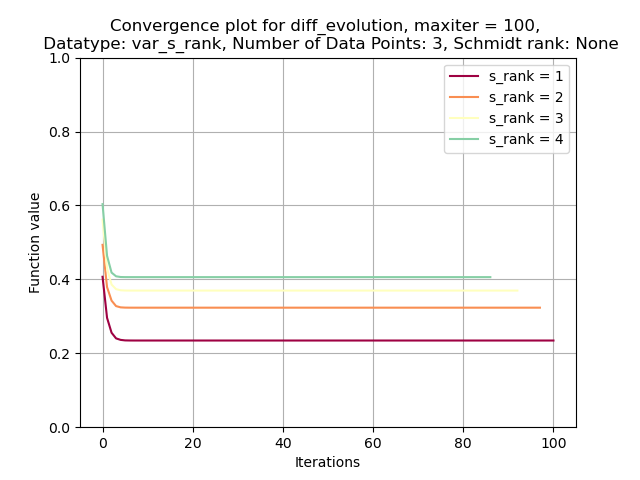 Convergence plot for diff_evolution, maxiter = 100,
Datatype: var_s_rank, Number of Data Points: 3, Schmidt rank: None
1.0
0.8
0.6
0.4
0.2
0.0
Function value
s_rank = 1
s_rank = 2
s_rank = 3
s_rank = 4
0 20 40 60 80 100
Iterations